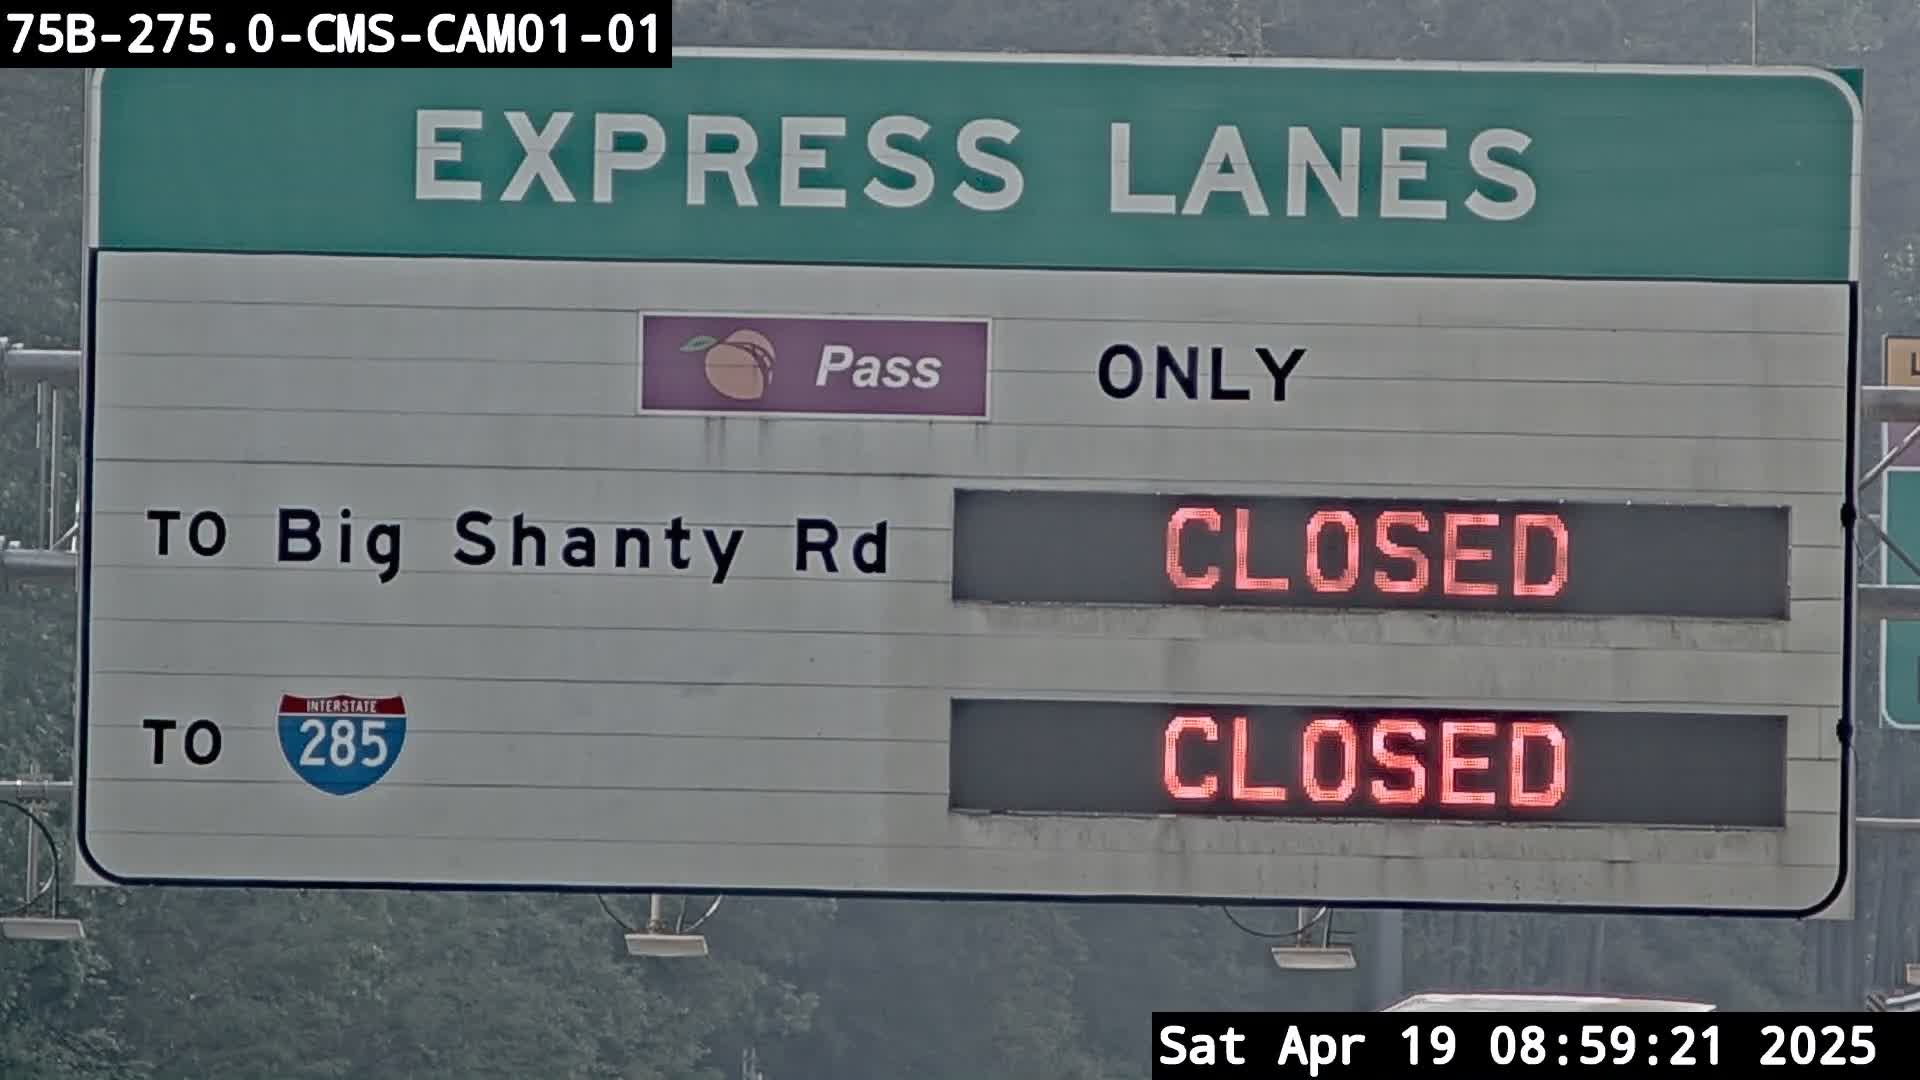 75B-275.0-CMS-CAM01-01
EXPRESS LANES
Pass ONLY
TO Big Shanty Rd CLOSED
TO INTERSTATE 285 CLOSED
Sat Apr 19 08:59:21 2025